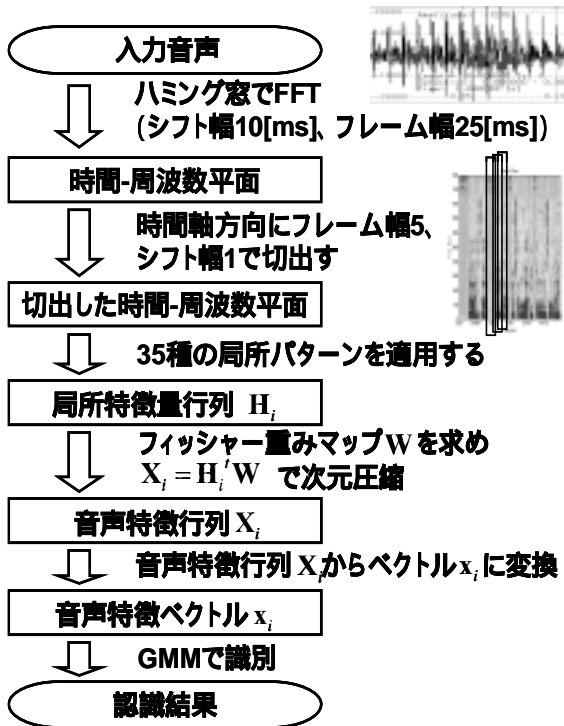 入力音声
ハミング窓でFFT
(シフト幅10[ms]、フレーム幅25[ms])
時間-周波数平面
時間軸方向にフレーム幅5、
シフト幅1で切出す
切出した時間-周波数平面
35種の局所パターンを適用する
局所特徴量行列 H_i
フィッシャー重みマップWを求め
X_i = H_i^t W で次元圧縮
音声特徴行列 X_i
音声特徴行列 X_iからベクトル x_i に変換
音声特徴ベクトル x_i
GMMで識別
認識結果